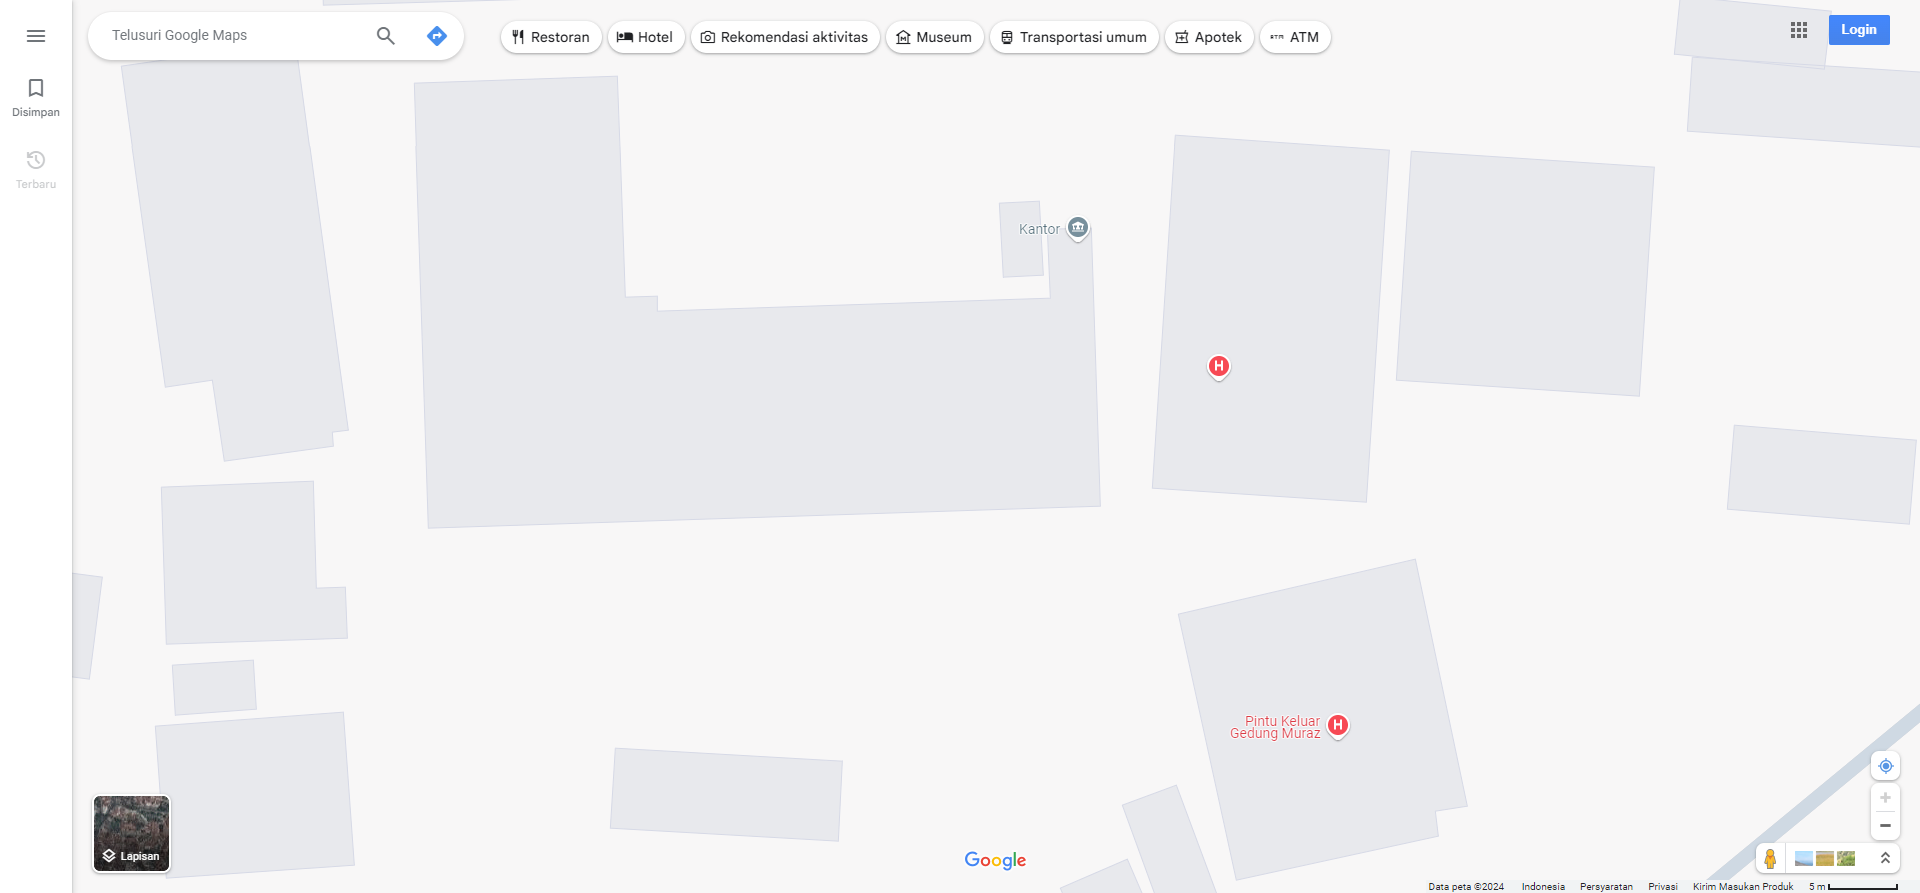 Telusuri Google Maps
Restoran
Hotel
Rekomendasi aktivitas
Museum
Transportasi umum
Apotek
ATM
ATM
Login
Disimpan
Terbaru
Kantor
H
Pintu Keluar
Gedung Muraz
H
Lapisan
Google
Data peta ©2024
Indonesia
Persyaratan
Privasi
Kirim Masukan Produk
5 m